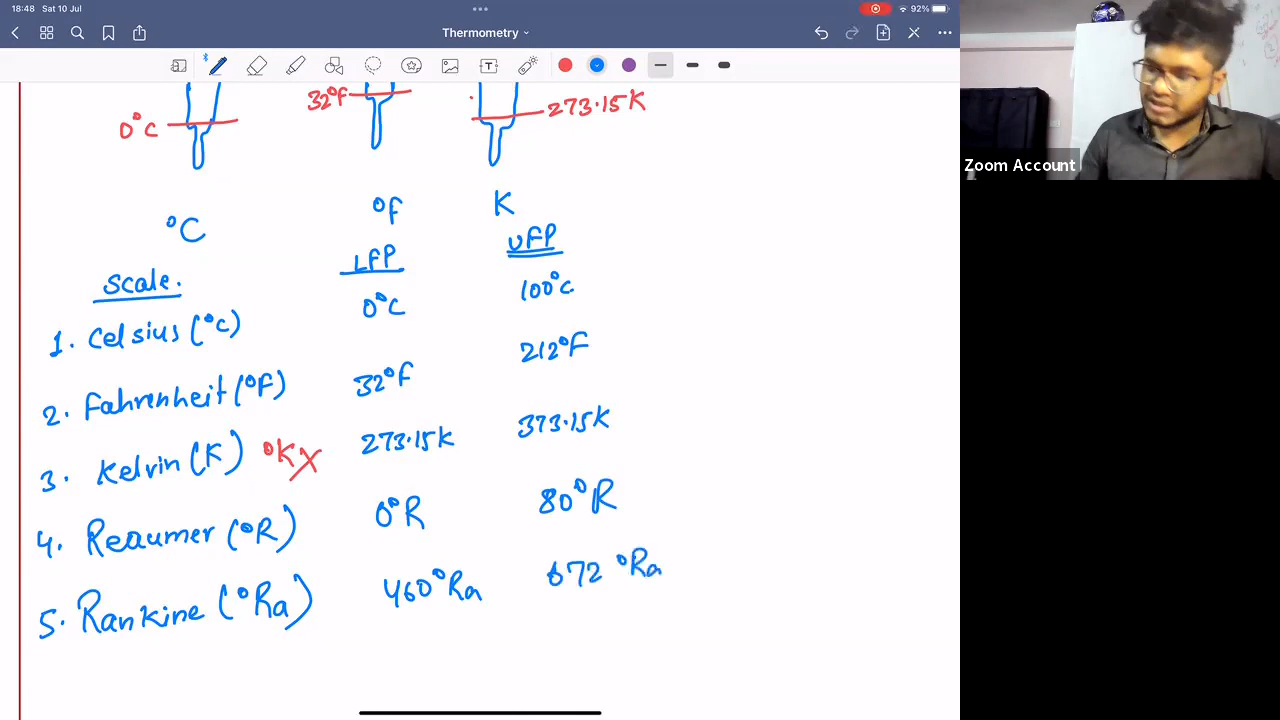 18:48 Sat 10 Jul
92%
Thermometry
T
Zoom Account
0°C
32°F
273.15K
°C
°F
K
Scale.
LFP
UFP
1. Celsius (°C)
0°C
100°C
2. Fahrenheit (°F)
32°F
212°F
3. Kelvin (K) °K X
273.15K
373.15K
4. Reaumer (°R)
0°R
80°R
5. Rankine (°Ra)
460°Ra
672 °Ra